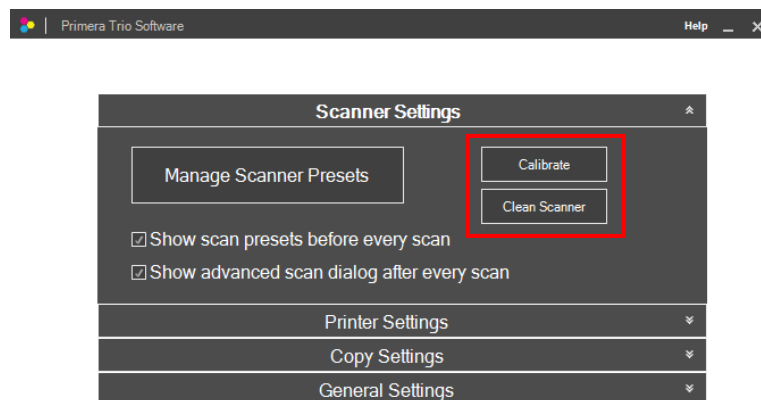 Primera Trio Software Help
Scanner Settings
Manage Scanner Presets
Calibrate
Clean Scanner
Show scan presets before every scan
Show advanced scan dialog after every scan
Printer Settings
Copy Settings
General Settings